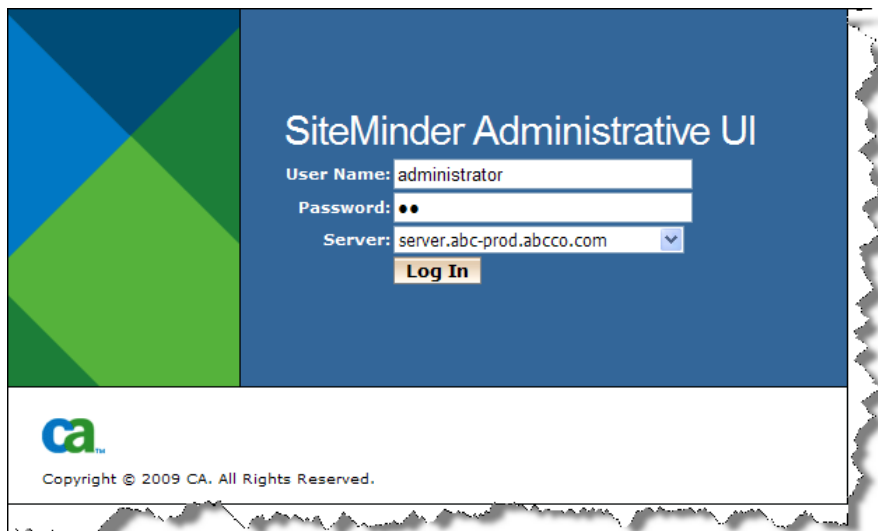 SiteMinder Administrative UI
User Name: administrator
Password: ●●
Server: server.abc-prod.abcco.com
Log In
ca™
Copyright © 2009 CA. All Rights Reserved.